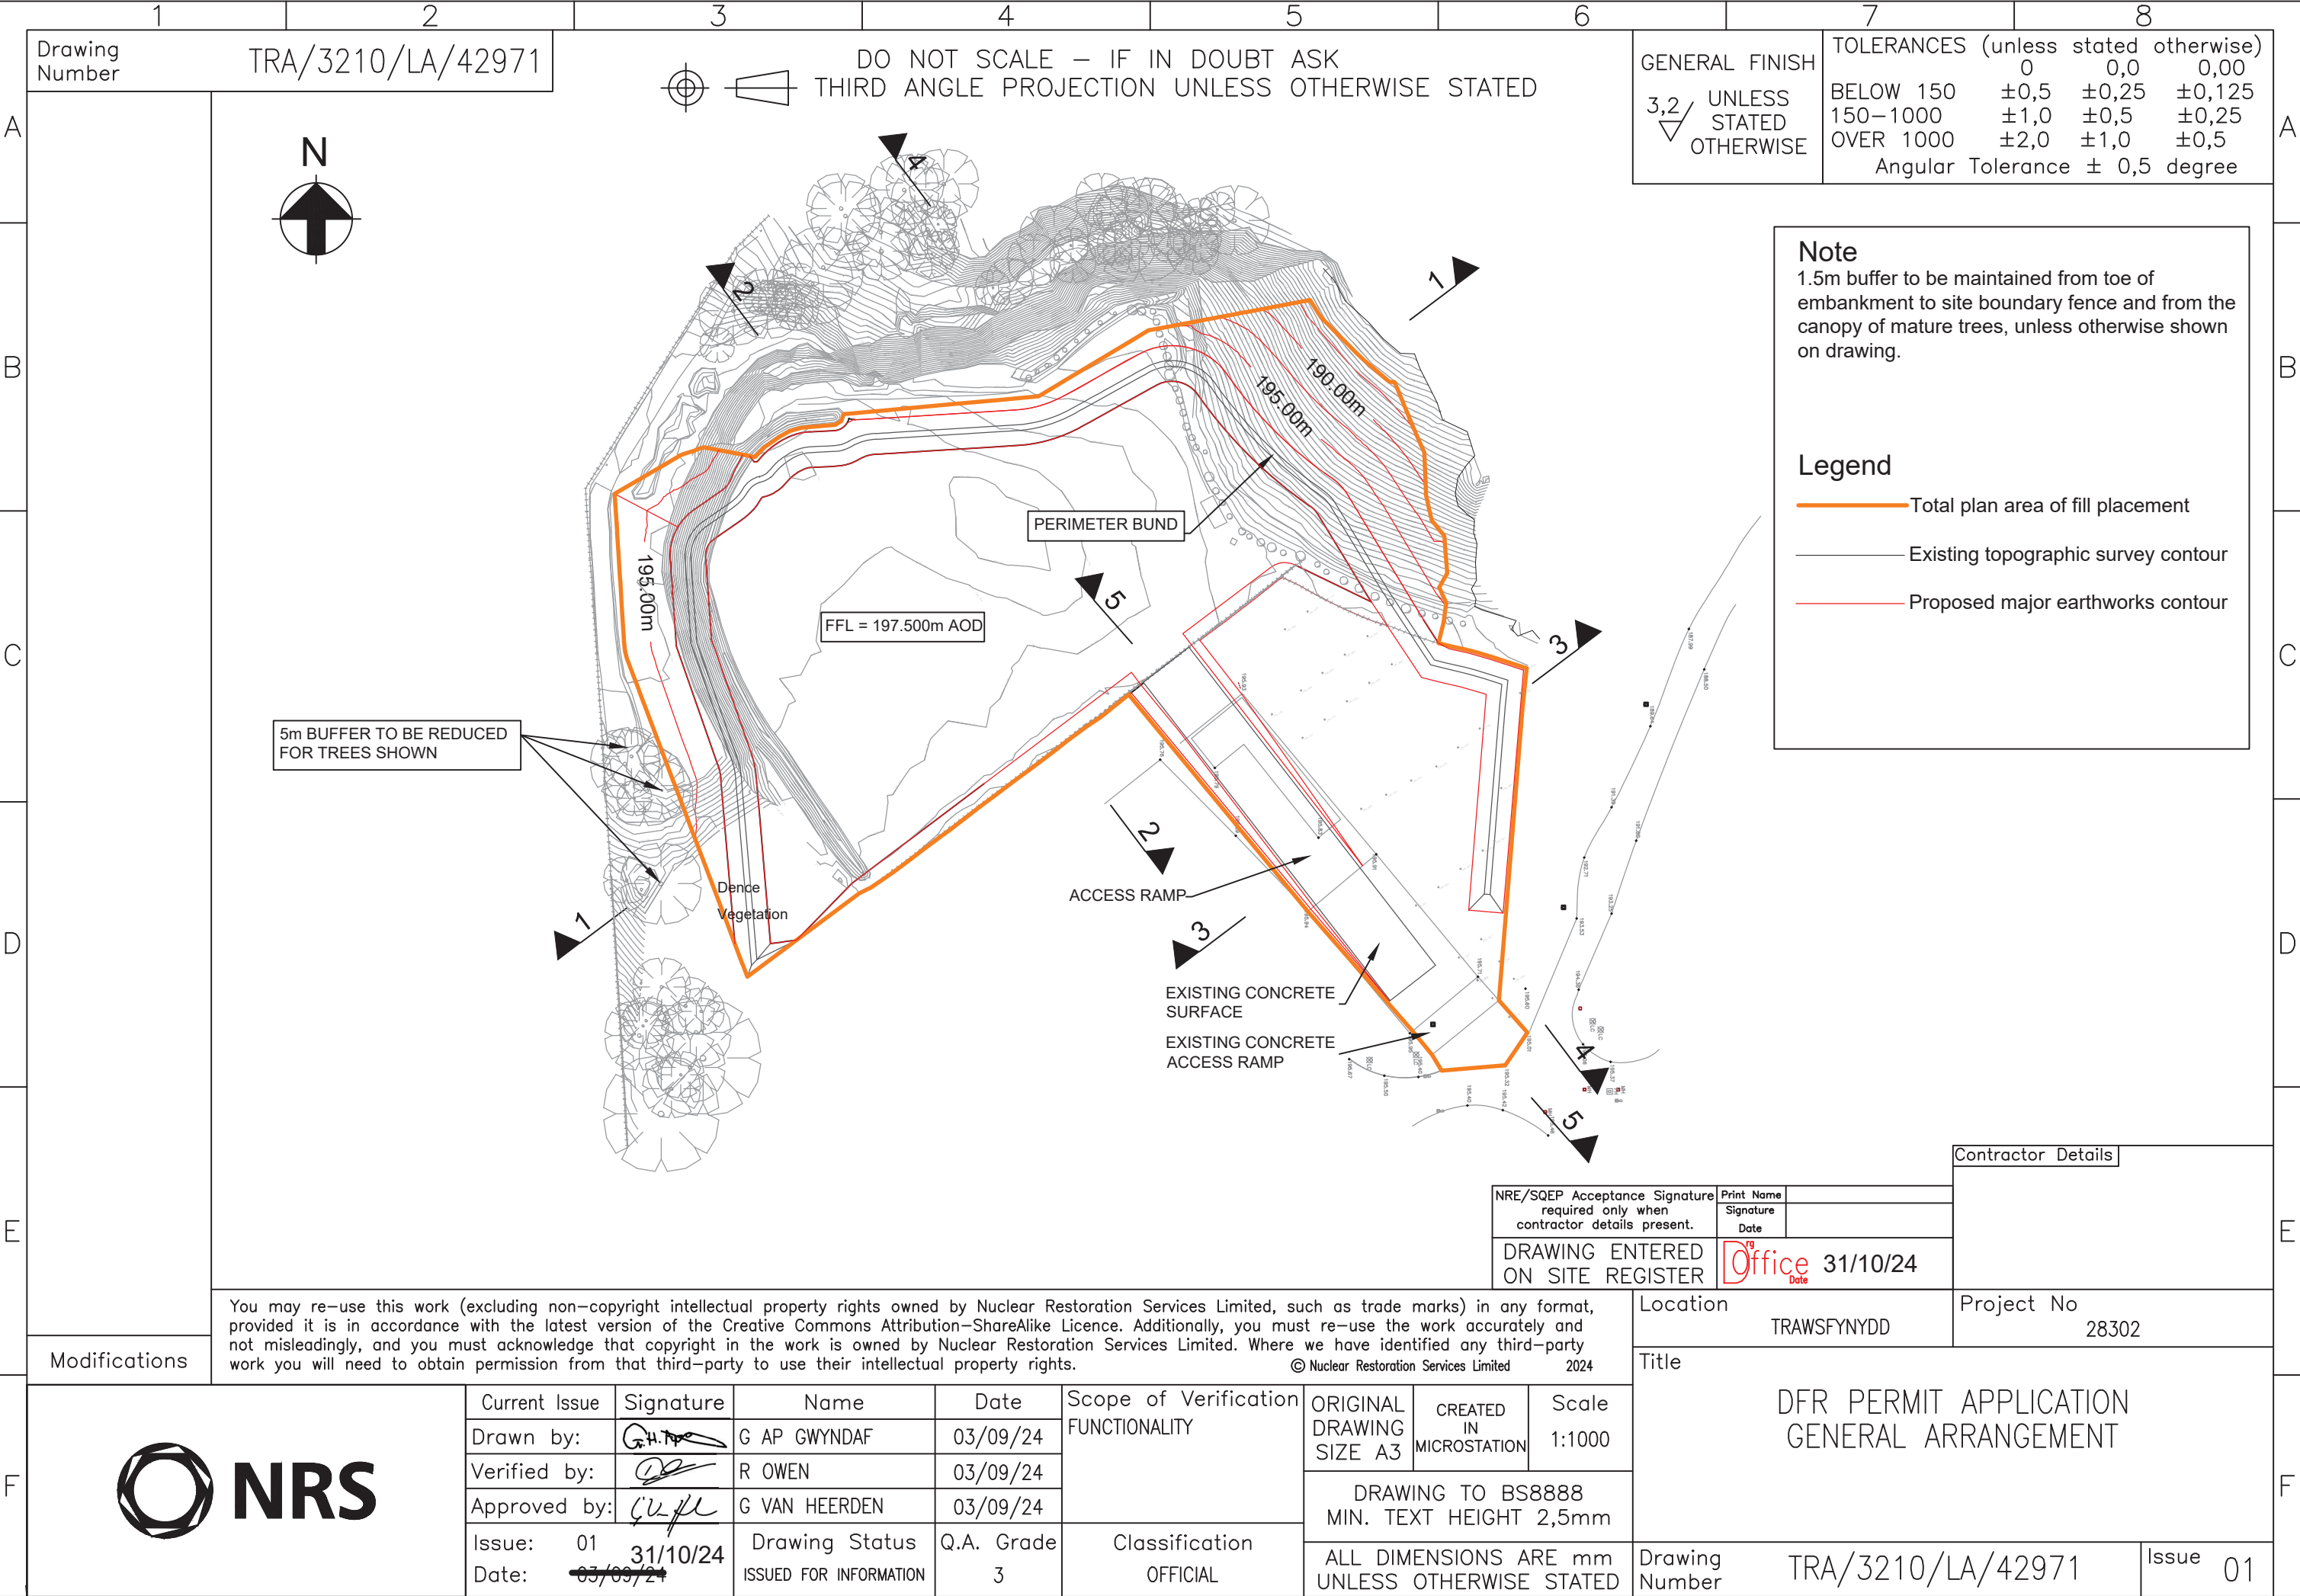 1 2 3 4 5 6 7 8
Drawing
Number
TRA/3210/LA/42971
DO NOT SCALE – IF IN DOUBT ASK
THIRD ANGLE PROJECTION UNLESS OTHERWISE STATED
GENERAL FINISH
3,2/ UNLESS
STATED
OTHERWISE
TOLERANCES (unless stated otherwise)
0 0,0 0,00
BELOW 150 ±0,5 ±0,25 ±0,125
150–1000 ±1,0 ±0,5 ±0,25
OVER 1000 ±2,0 ±1,0 ±0,5
Angular Tolerance ± 0,5 degree
A A
B B
C C
D D
E E
F F
N
4
2
1
190.00m
195.00m
PERIMETER BUND
195.00m
5
FFL = 197.500m AOD
3
5m BUFFER TO BE REDUCED
FOR TREES SHOWN
2
Dence
Vegetation
ACCESS RAMP
1
3
EXISTING CONCRETE
SURFACE
EXISTING CONCRETE
ACCESS RAMP
4
5
Note
1.5m buffer to be maintained from toe of
embankment to site boundary fence and from the
canopy of mature trees, unless otherwise shown
on drawing.
Legend
Total plan area of fill placement
Existing topographic survey contour
Proposed major earthworks contour
Contractor Details
NRE/SQEP Acceptance Signature
required only when
contractor details present.
Print Name
Signature
Date
DRAWING ENTERED
ON SITE REGISTER
Drg Office
Date
31/10/24
You may re–use this work (excluding non–copyright intellectual property rights owned by Nuclear Restoration Services Limited, such as trade marks) in any format,
provided it is in accordance with the latest version of the Creative Commons Attribution–ShareAlike Licence. Additionally, you must re–use the work accurately and
not misleadingly, and you must acknowledge that copyright in the work is owned by Nuclear Restoration Services Limited. Where we have identified any third–party
work you will need to obtain permission from that third–party to use their intellectual property rights.
© Nuclear Restoration Services Limited 2024
Location
TRAWSFYNYDD
Project No
28302
Modifications
NRS
Current Issue Signature Name Date
Drawn by: G AP GWYNDAF 03/09/24
Verified by: R OWEN 03/09/24
Approved by: G VAN HEERDEN 03/09/24
Issue: 01
Date: 03/09/24 31/10/24
Drawing Status
ISSUED FOR INFORMATION
Q.A. Grade
3
Scope of Verification
FUNCTIONALITY
Classification
OFFICIAL
ORIGINAL
DRAWING
SIZE A3
CREATED
IN
MICROSTATION
Scale
1:1000
DRAWING TO BS8888
MIN. TEXT HEIGHT 2,5mm
ALL DIMENSIONS ARE mm
UNLESS OTHERWISE STATED
Title
DFR PERMIT APPLICATION
GENERAL ARRANGEMENT
Drawing
Number
TRA/3210/LA/42971
Issue 01